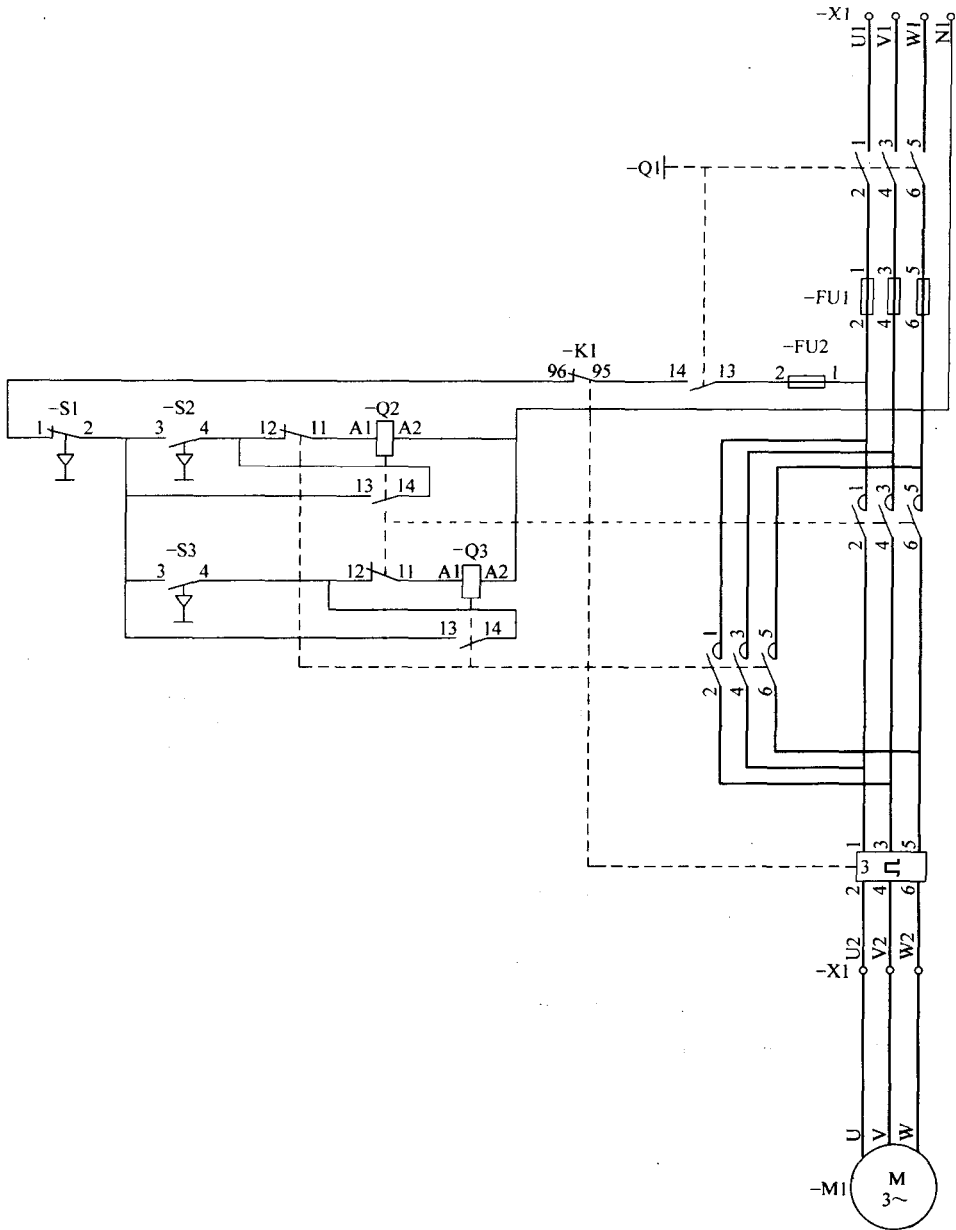 -X1 U1 V1 W1 N1
1 3 5
-Q1
2 4 6
1 3 5
-FU1
2 4 6
-K1 -FU2
96 95 14 13 2 1
-S1 -S2 -Q2
1 2 3 4 12 11 A1 A2
13 14
1 3 5
2 4 6
-S3 -Q3
3 4 12 11 A1 A2
13 14
1 3 5
2 4 6
1 3 5
3
2 4 6
U2 V2 W2
-X1
U V W
-M1 M
3~